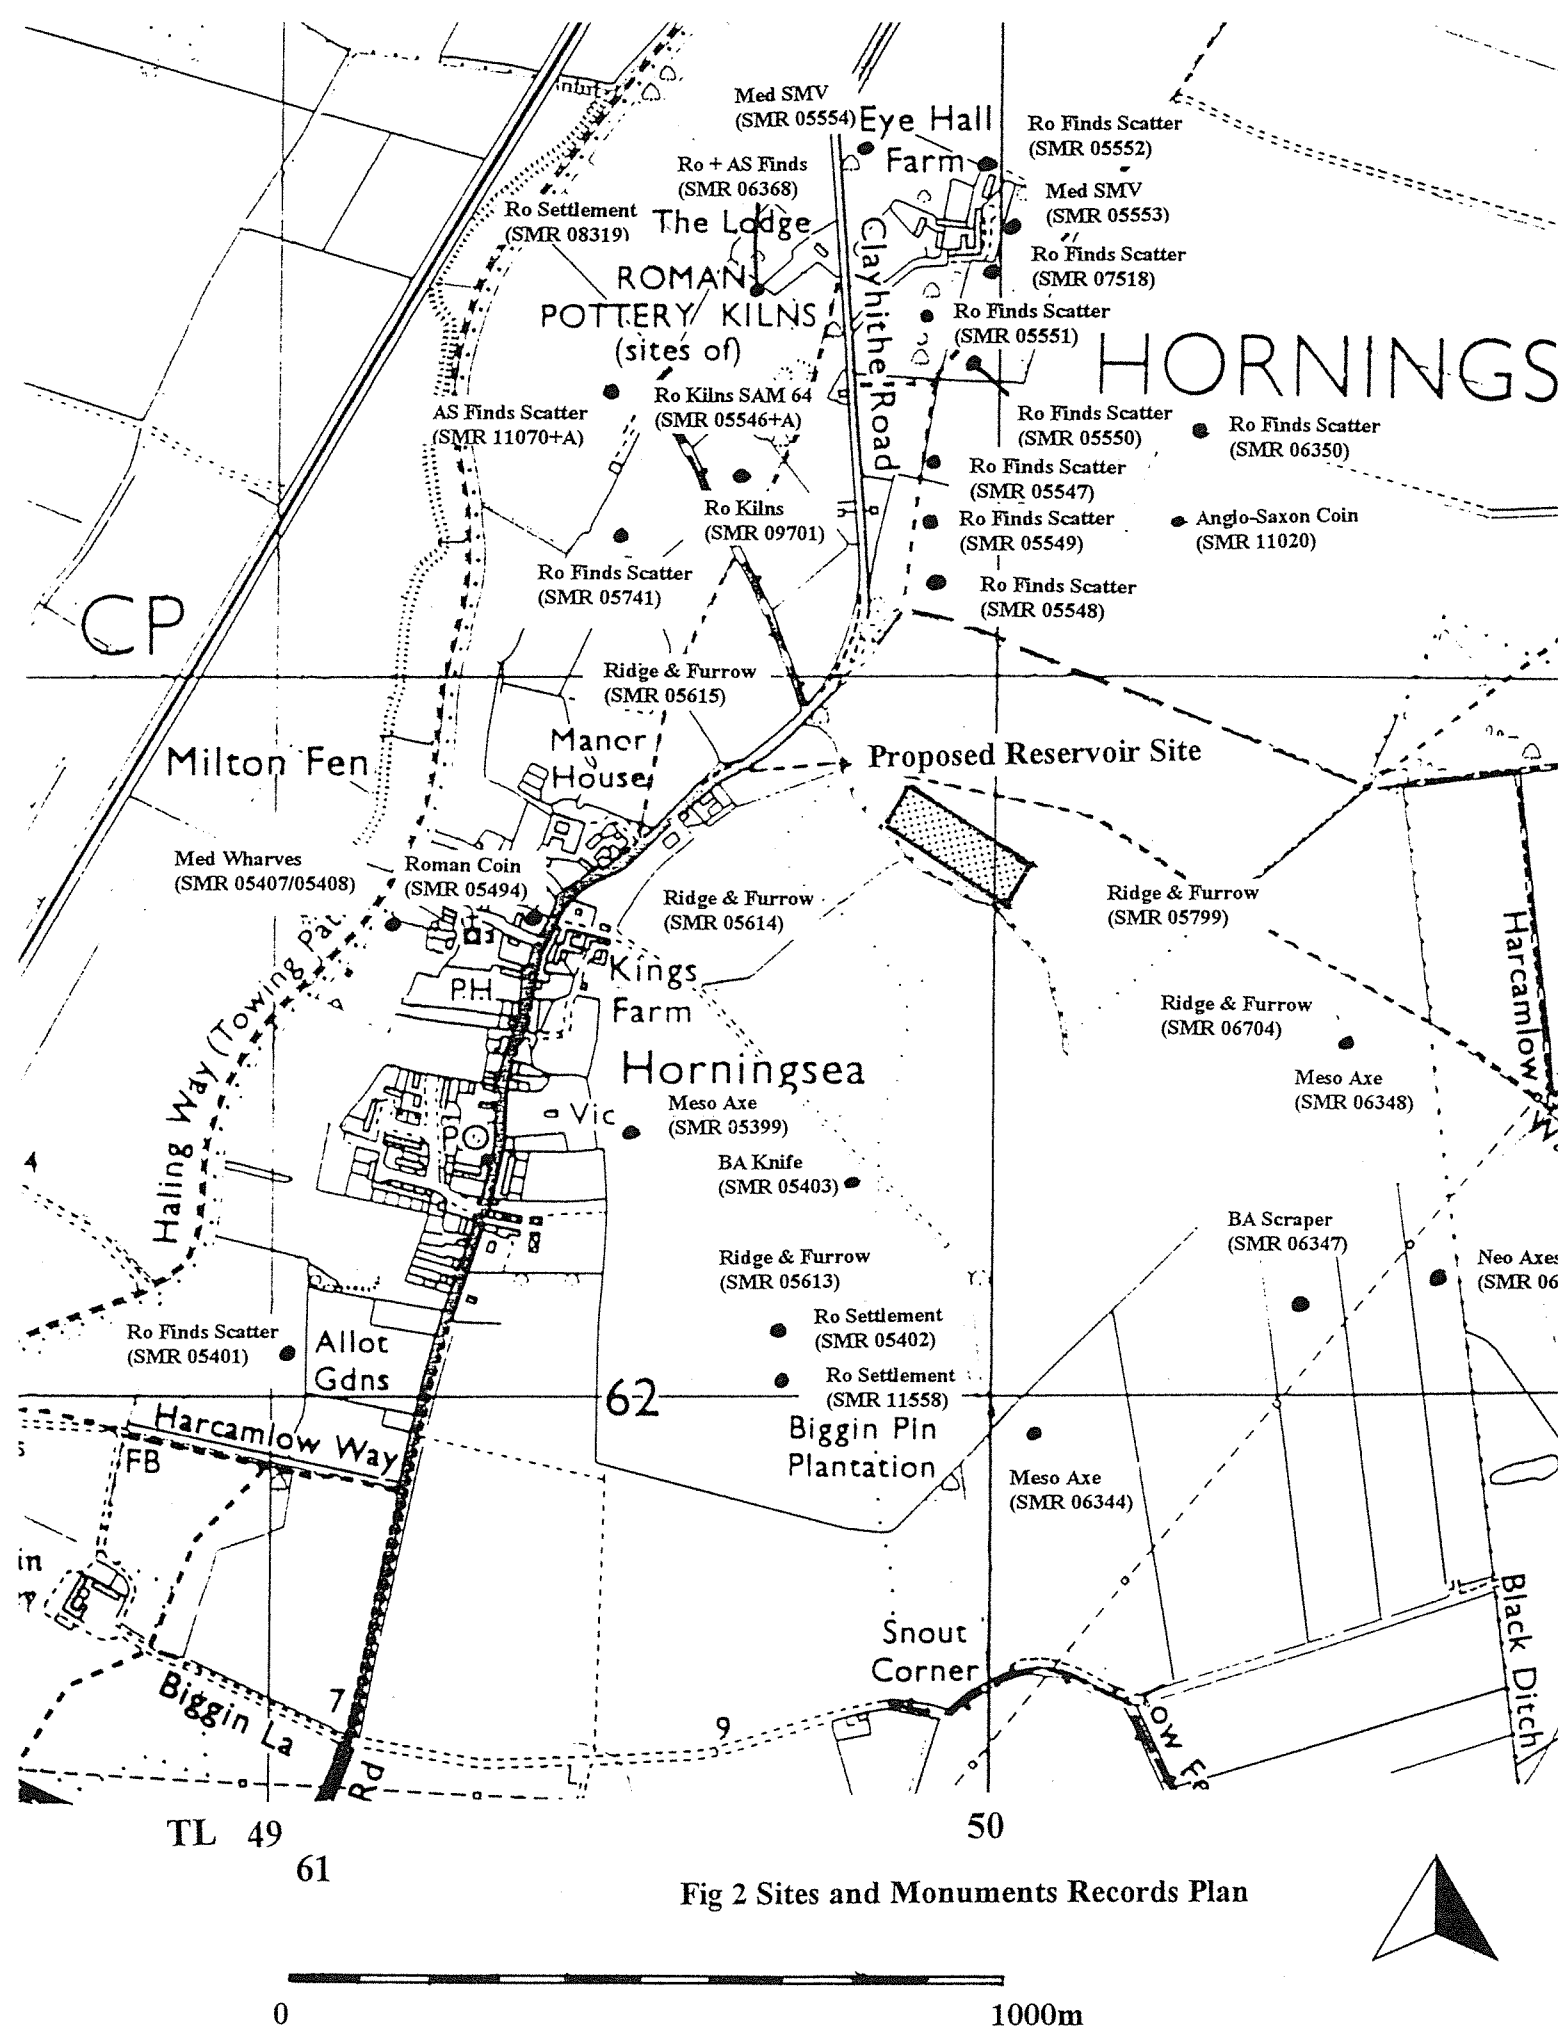 Med SMV
(SMR 05554)
Eye Hall
Farm
Ro Finds Scatter
(SMR 05552)
Ro + AS Finds
(SMR 06368)
Med SMV
(SMR 05553)
Ro Settlement
(SMR 08319)
The Lodge
Clayhithe Road
Ro Finds Scatter
(SMR 07518)
ROMAN
POTTERY KILNS
(sites of)
Ro Finds Scatter
(SMR 05551)
HORNINGS
AS Finds Scatter
(SMR 11070+A)
Ro Kilns SAM 64
(SMR 05546+A)
Ro Finds Scatter
(SMR 05550)
Ro Finds Scatter
(SMR 06350)
Ro Finds Scatter
(SMR 05547)
Ro Kilns
(SMR 09701)
Ro Finds Scatter
(SMR 05549)
Anglo-Saxon Coin
(SMR 11020)
Ro Finds Scatter
(SMR 05741)
Ro Finds Scatter
(SMR 05548)
CP
Ridge & Furrow
(SMR 05615)
Milton Fen
Manor
House
Proposed Reservoir Site
Med Wharves
(SMR 05407/05408)
Roman Coin
(SMR 05494)
Ridge & Furrow
(SMR 05614)
Ridge & Furrow
(SMR 05799)
Harcamlow
W
Haling Way (Towing Pat
PH
Kings
Farm
Ridge & Furrow
(SMR 06704)
Horningsea
Meso Axe
(SMR 06348)
Vic
P
Meso Axe
(SMR 05399)
BA Knife
(SMR 05403)
BA Scraper
(SMR 06347)
Ridge & Furrow
(SMR 05613)
Neo Axes
(SMR 06
Ro Settlement
(SMR 05402)
Ro Finds Scatter
(SMR 05401)
Allot
Gdns
Ro Settlement
(SMR 11558)
62
Harcamlow Way
FB
s
Biggin Pln
Plantation
Meso Axe
(SMR 06344)
in
Snout
Corner
Black Ditch
Biggin La
7
9
ow Fe
Rd
TL 49
50
61
Fig 2 Sites and Monuments Records Plan
0
1000m